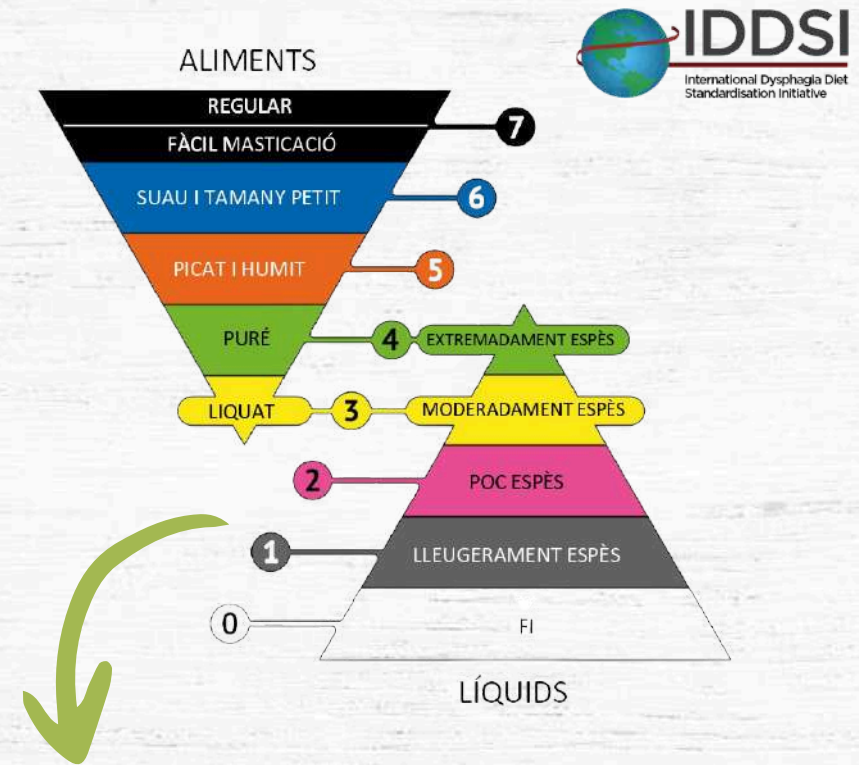 IDDSI
International Dysphagia Diet
Standardisation Initiative
ALIMENTS
REGULAR
7
FÀCIL MASTICACIÓ
SUAU I TAMANY PETIT
6
PICAT I HUMIT
5
PURÉ
4
EXTREMADAMENT ESPÈS
LIQUAT
3
MODERADAMENT ESPÈS
2
POC ESPÈS
1
LLEUGERAMENT ESPÈS
0
FI
LÍQUIDS